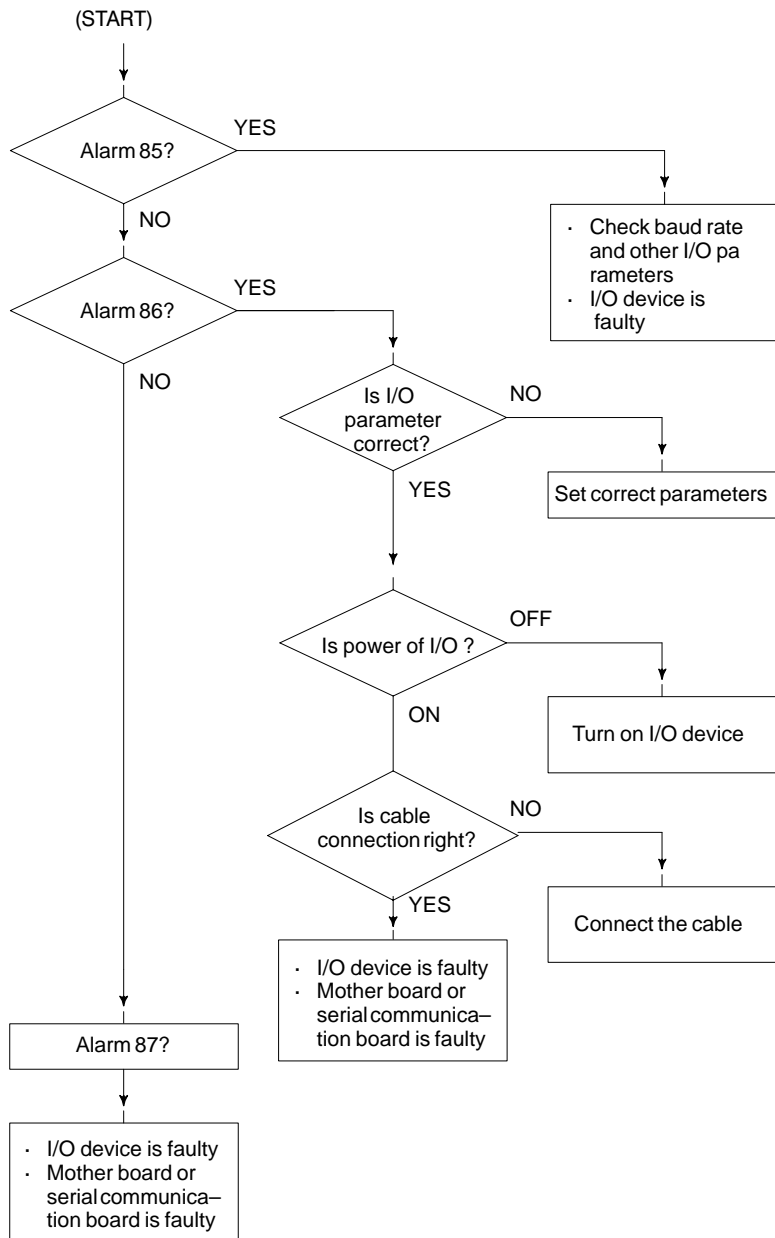 (START)
Alarm 85?
YES
NO
· Check baud rate
and other I/O pa
rameters
· I/O device is
faulty
Alarm 86?
YES
NO
Is I/O
parameter
correct?
NO
YES
Set correct parameters
Is power of I/O ?
OFF
ON
Turn on I/O device
Is cable
connection right?
NO
YES
Connect the cable
· I/O device is faulty
· Mother board or
serial communica–
tion board is faulty
Alarm 87?
· I/O device is faulty
· Mother board or
serial communica–
tion board is faulty